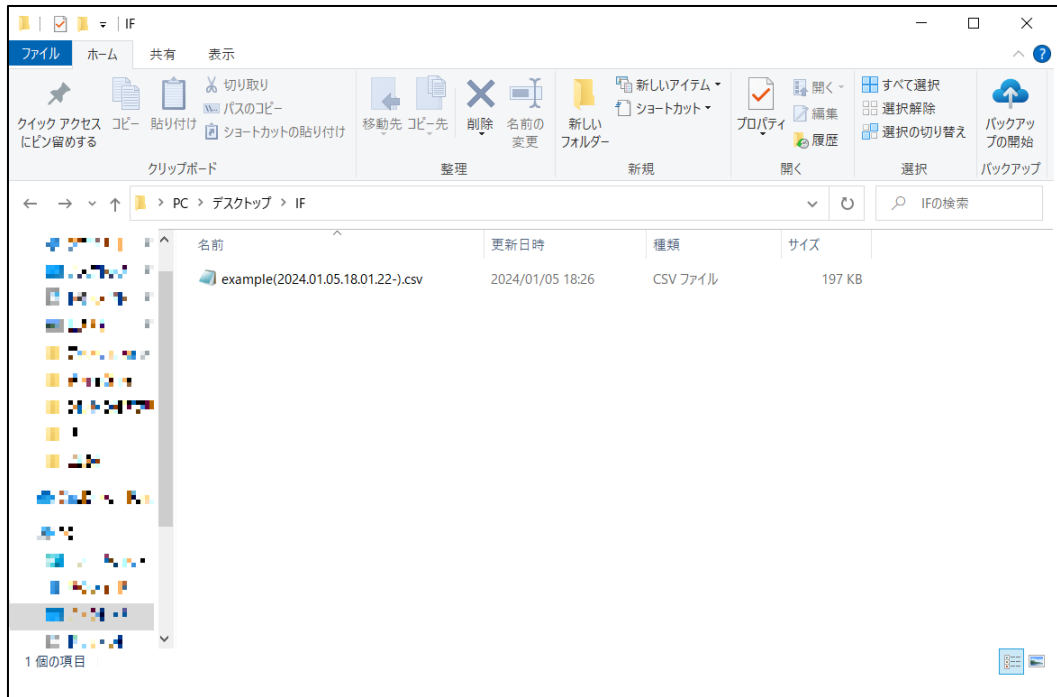 IF
ファイル ホーム 共有 表示
クイック アクセス
にピン留めする
コピー
貼り付け
切り取り
パスのコピー
ショートカットの貼り付け
クリップボード
移動先
コピー先
削除
名前の
変更
整理
新しい
フォルダー
新しいアイテム
ショートカット
新規
プロパティ
開く
編集
履歴
開く
すべて選択
選択解除
選択の切り替え
選択
バックアッ
プの開始
バックアップ
PC > デスクトップ > IF
IFの検索
名前 更新日時 種類 サイズ
example(2024.01.05.18.01.22-).csv 2024/01/05 18:26 CSV ファイル 197 KB
1 個の項目